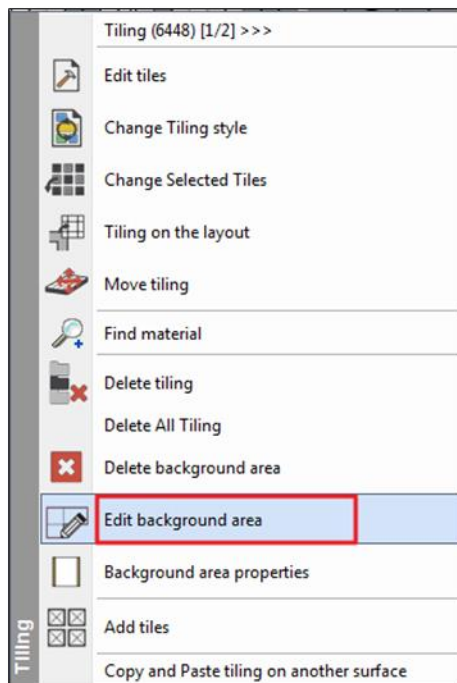 Tiling (6448) [1/2] >>>
Edit tiles
Change Tiling style
Change Selected Tiles
Tiling on the layout
Move tiling
Find material
Delete tiling
Delete All Tiling
Delete background area
Edit background area
Background area properties
Add tiles
Copy and Paste tiling on another surface
Tiling